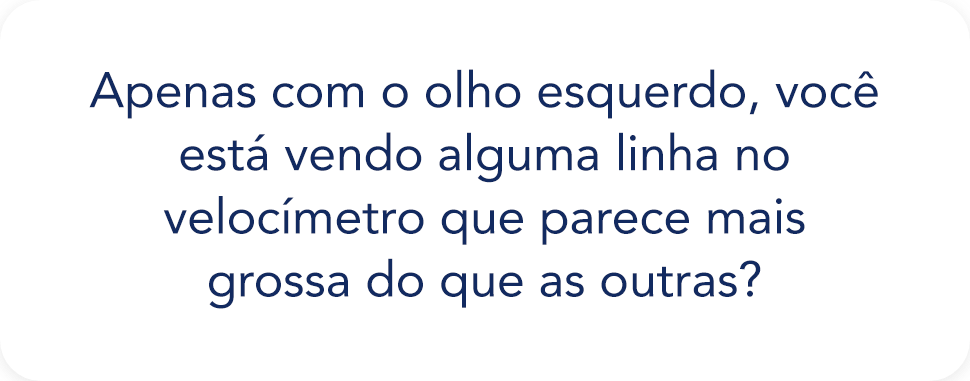 Apenas com o olho esquerdo, você
está vendo alguma linha no
velocímetro que parece mais
grossa do que as outras?